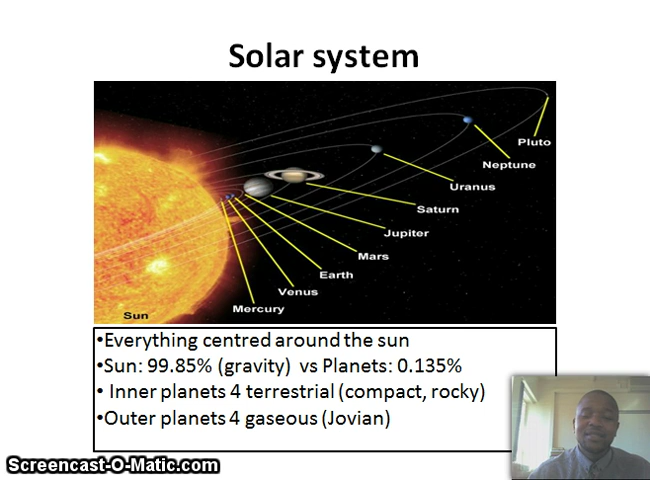 Solar system
Pluto
Neptune
Uranus
Saturn
Jupiter
Mars
Earth
Venus
Mercury
Sun
•Everything centred around the sun
•Sun: 99.85% (gravity)  vs Planets: 0.135%
• Inner planets 4 terrestrial (compact, rocky)
•Outer planets 4 gaseous (Jovian)
Screencast-O-Matic.com